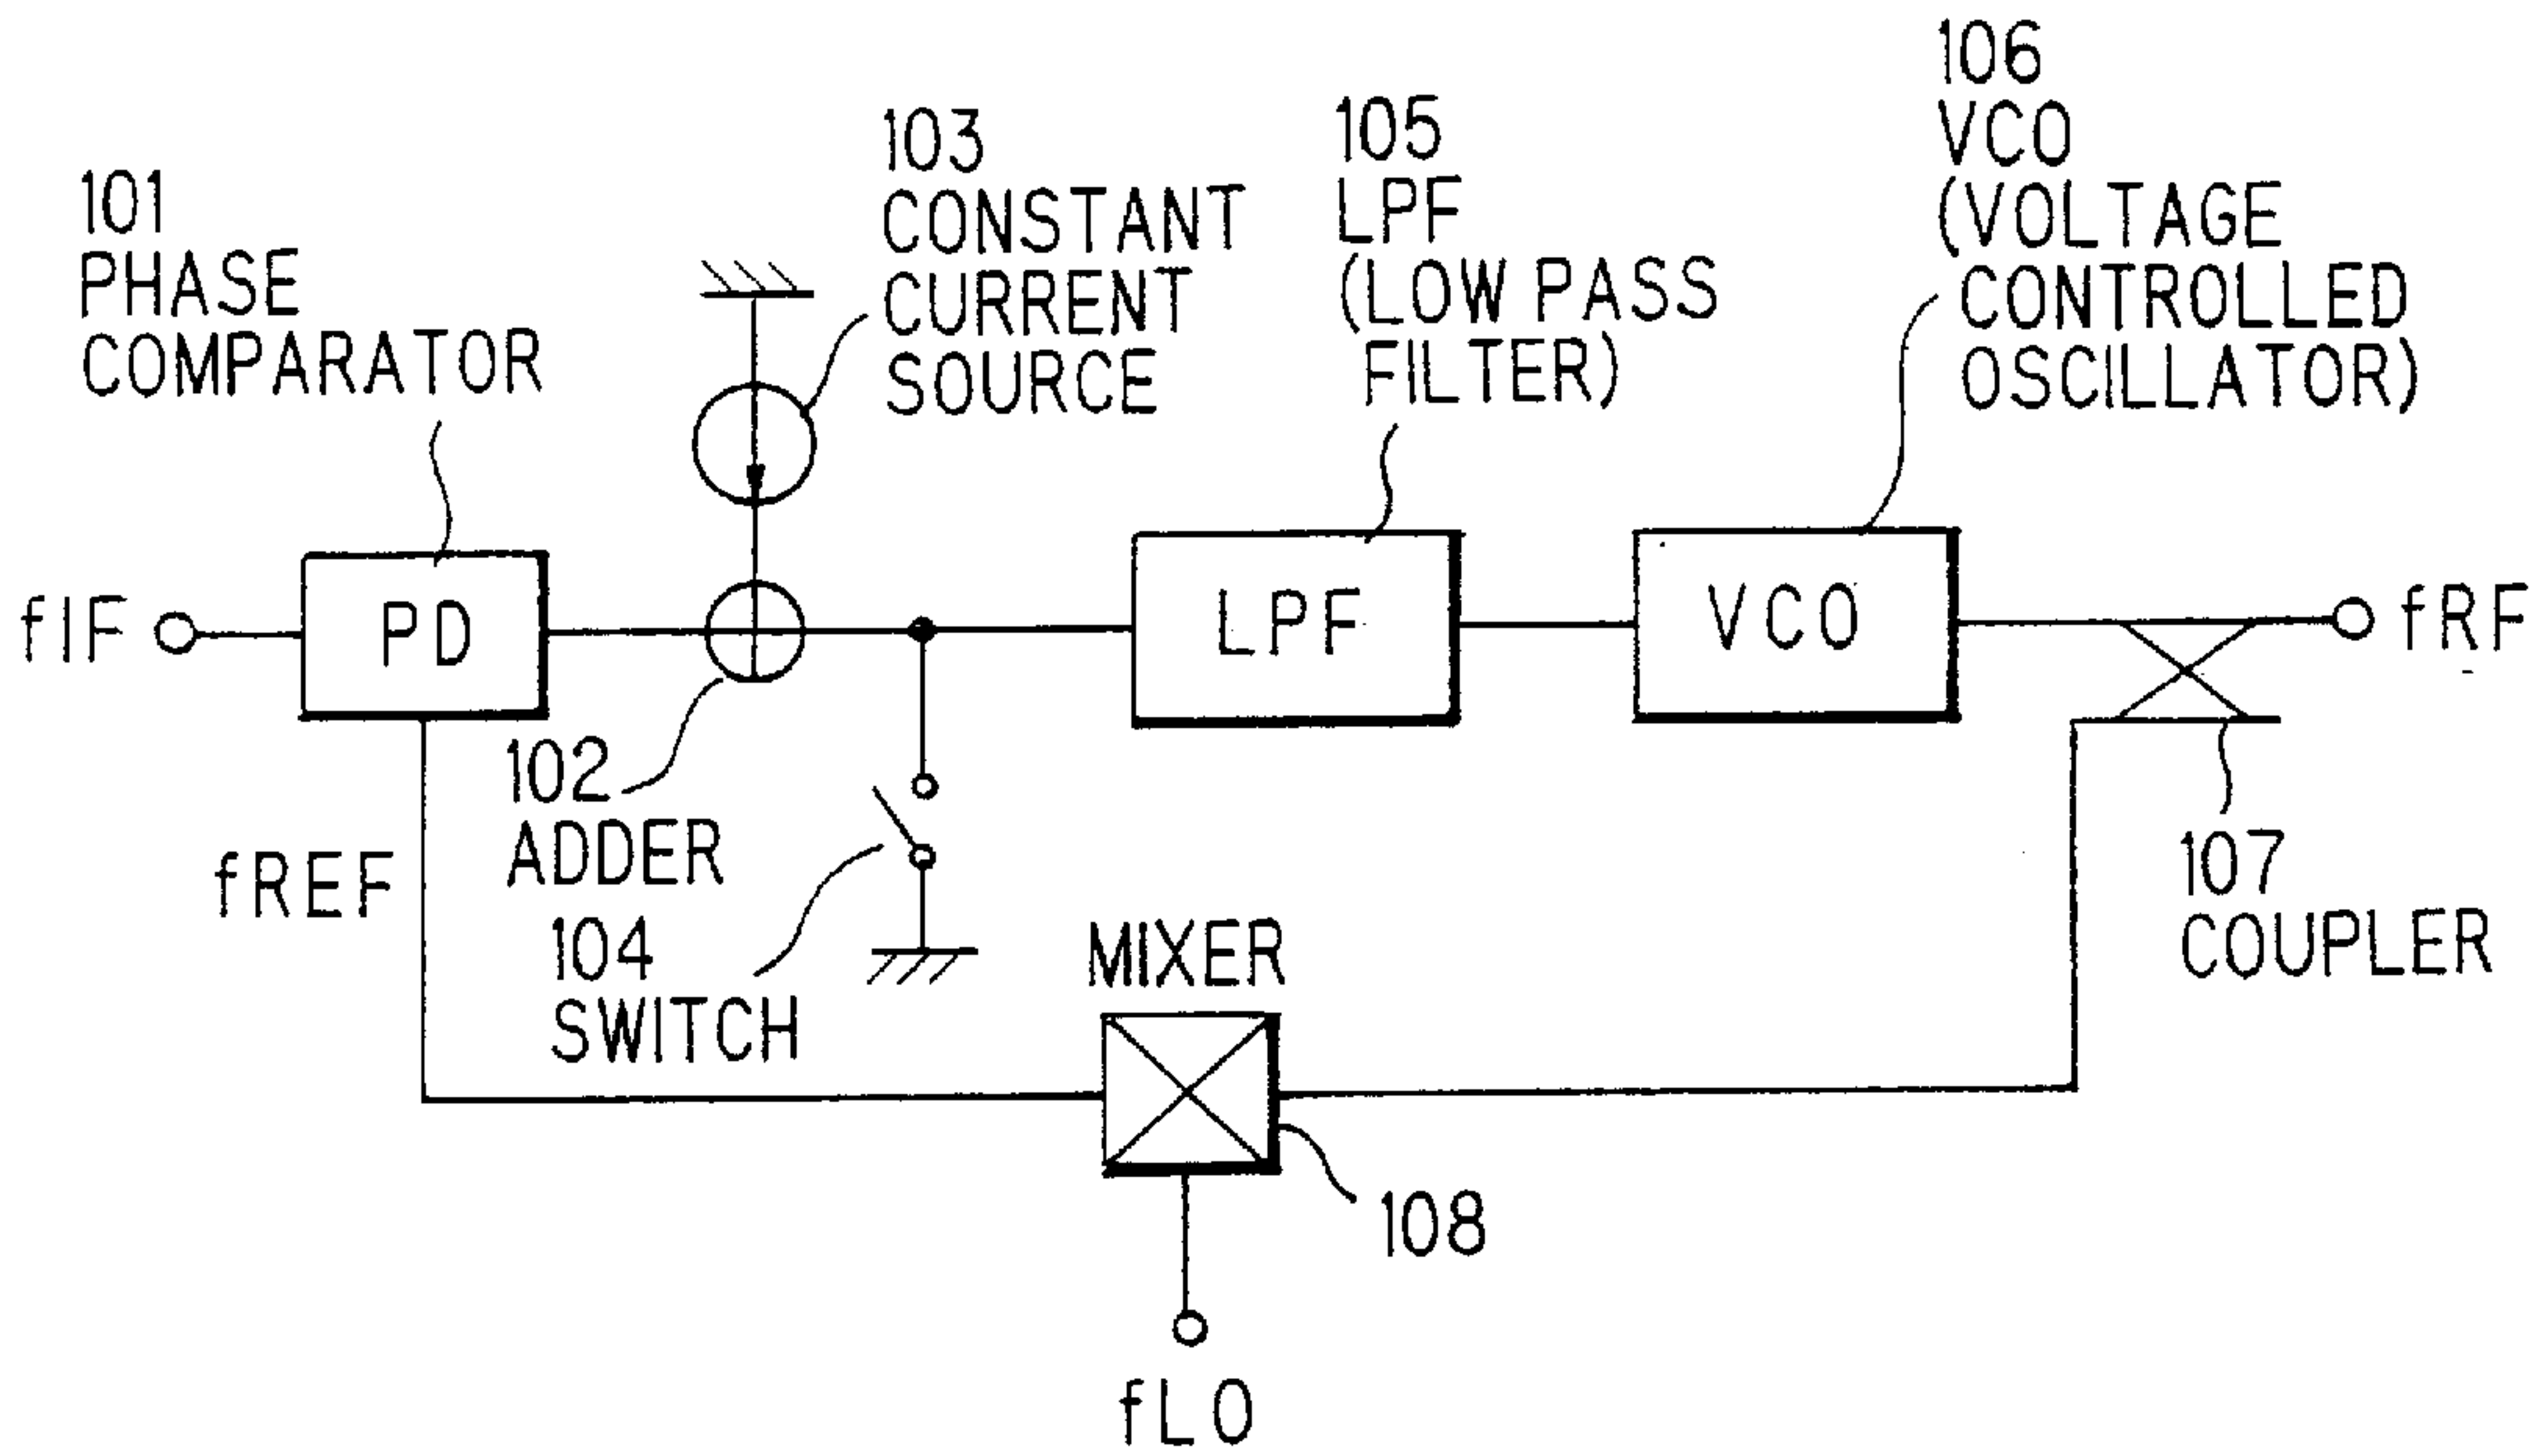 106
VCO
(VOLTAGE
CONTROLLED
OSCILLATOR)
105
LPF
(LOW PASS
FILTER)
103
CONSTANT
CURRENT
SOURCE
101
PHASE
COMPARATOR
fIF
PD
LPF
VCO
fRF
102
ADDER
fREF
104
SWITCH
MIXER
107
COUPLER
108
fLO